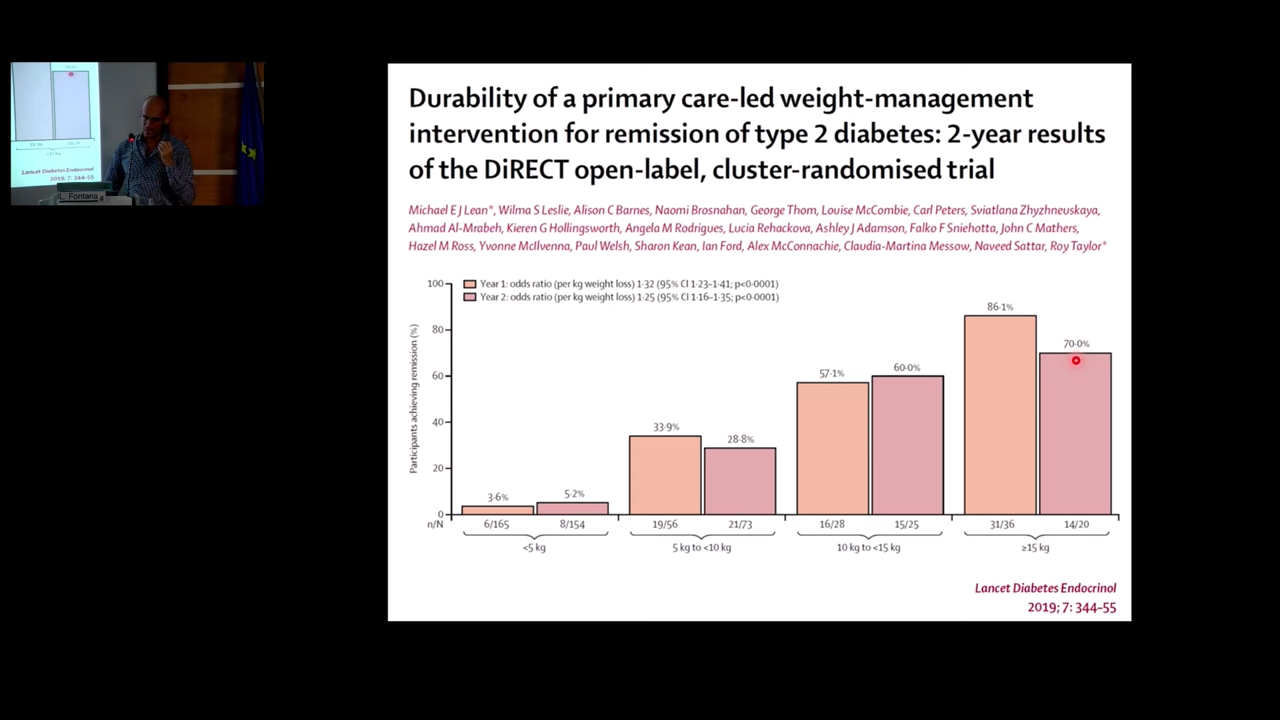 Durability of a primary care-led weight-management
intervention for remission of type 2 diabetes: 2-year results
of the DiRECT open-label, cluster-randomised trial
Michael E J Lean*, Wilma S Leslie, Alison C Barnes, Naomi Brosnahan, George Thom, Louise McCombie, Carl Peters, Sviatlana Zhyzhneuskaya,
Ahmad Al-Mrabeh, Kieren G Hollingsworth, Angela M Rodrigues, Lucia Rehackova, Ashley J Adamson, Falko F Sniehotta, John C Mathers,
Hazel M Ross, Yvonne McIlvenna, Paul Welsh, Sharon Kean, Ian Ford, Alex McConnachie, Claudia-Martina Messow, Naveed Sattar, Roy Taylor*
Year 1: odds ratio (per kg weight loss) 1·32 (95% CI 1·23–1·41; p<0·0001)
Year 2: odds ratio (per kg weight loss) 1·25 (95% CI 1·16–1·35; p<0·0001)
Participants achieving remission (%)
100
80
60
40
20
0
3·6%
5·2%
33·9%
28·8%
57·1%
60·0%
86·1%
70·0%
n/N
6/165
8/154
19/56
21/73
16/28
15/25
31/36
14/20
<5 kg
5 kg to <10 kg
10 kg to <15 kg
≥15 kg
Lancet Diabetes Endocrinol
2019; 7: 344–55
Lancet Diabetes Endocrinol
2019; 7: 344-55
L. Fontana